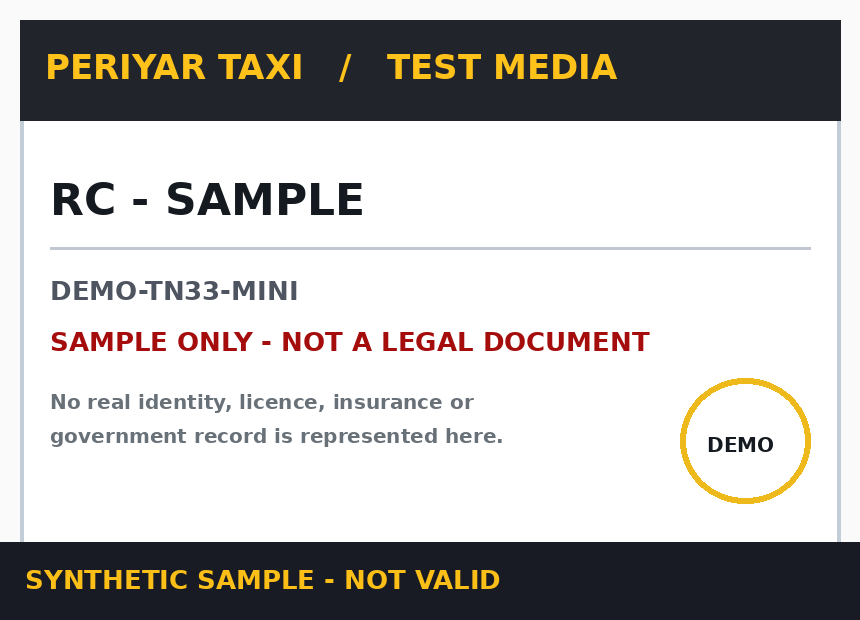 PERIYAR TAXI / TEST MEDIA
RC - SAMPLE
DEMO-TN33-MINI
SAMPLE ONLY - NOT A LEGAL DOCUMENT
No real identity, licence, insurance or
government record is represented here.
DEMO
SYNTHETIC SAMPLE - NOT VALID